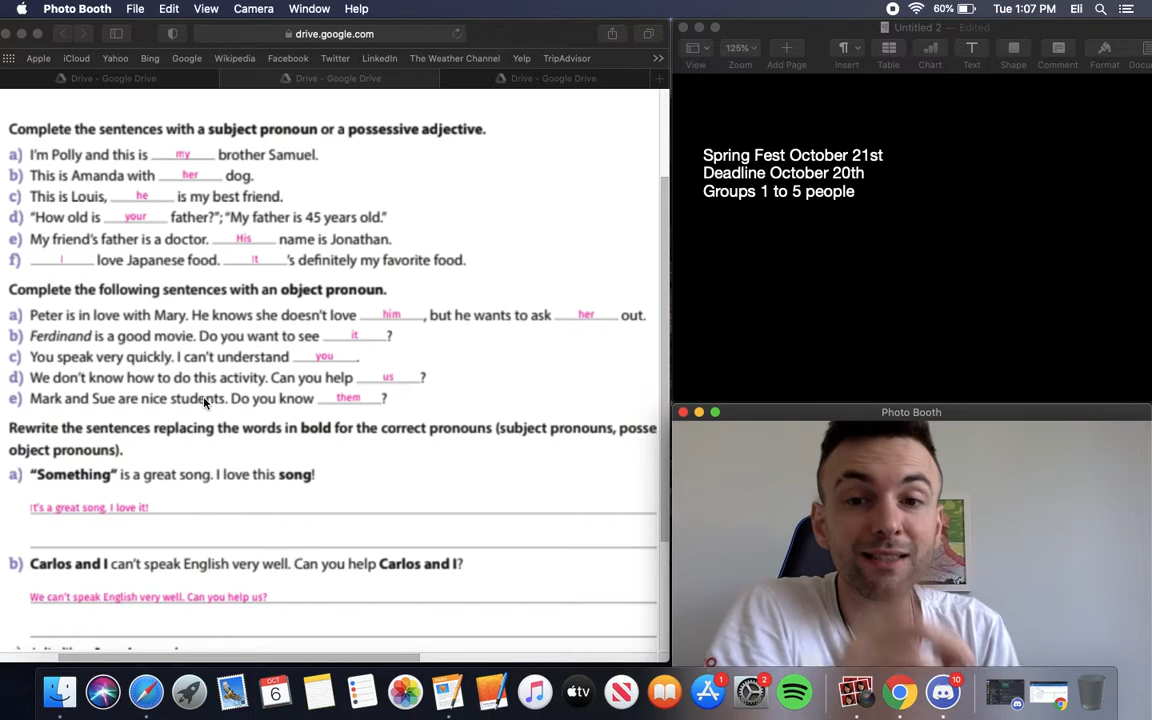 Photo Booth File Edit View Camera Window Help
60% Tue 1:07 PM Eli
drive.google.com
Apple iCloud Yahoo Bing Google Wikipedia Facebook Twitter LinkedIn The Weather Channel Yelp TripAdvisor
Drive - Google Drive Drive - Google Drive Drive - Google Drive
Complete the sentences with a subject pronoun or a possessive adjective.
a) I'm Polly and this is my brother Samuel.
b) This is Amanda with her dog.
c) This is Louis, he is my best friend.
d) “How old is your father?”; “My father is 45 years old.”
e) My friend's father is a doctor. His name is Jonathan.
f) I love Japanese food. It 's definitely my favorite food.
Complete the following sentences with an object pronoun.
a) Peter is in love with Mary. He knows she doesn't love him, but he wants to ask her out.
b) Ferdinand is a good movie. Do you want to see it ?
c) You speak very quickly. I can't understand you.
d) We don't know how to do this activity. Can you help us ?
e) Mark and Sue are nice students. Do you know them ?
Rewrite the sentences replacing the words in bold for the correct pronouns (subject pronouns, posse
object pronouns).
a) “Something” is a great song. I love this song!
It's a great song. I love it!
b) Carlos and I can't speak English very well. Can you help Carlos and I?
We can't speak English very well. Can you help us?
Untitled 2 — Edited
125%
View Zoom Add Page Insert Table Chart Text Shape Comment Format Docu
Spring Fest October 21st
Deadline October 20th
Groups 1 to 5 people
Photo Booth
OCT 6
1
2
10